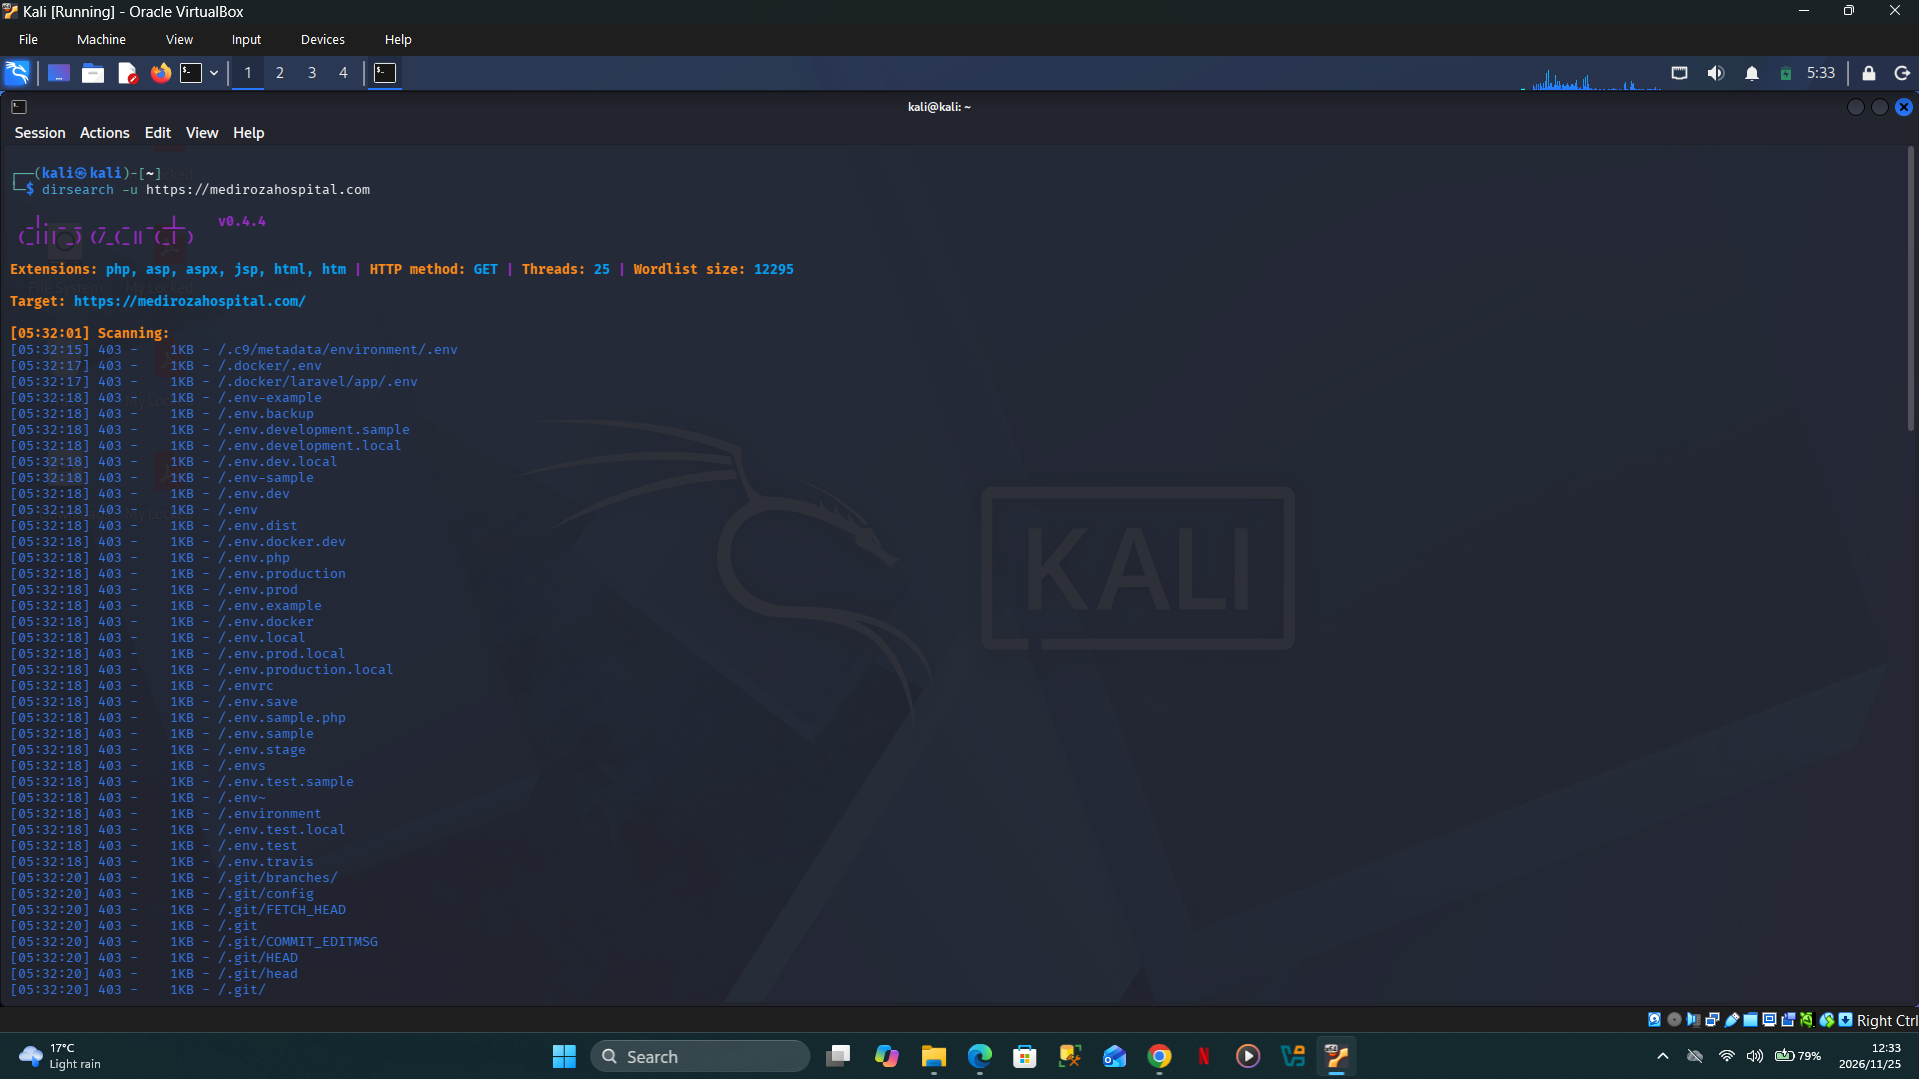 Kali [Running] - Oracle VirtualBox
File Machine View Input Devices Help
1 2 3 4 5:33
kali@kali: ~
Session Actions Edit View Help
┌──(kali㉿kali)-[~]
└─$ dirsearch -u https://medirozahospital.com
v0.4.4
Extensions: php, asp, aspx, jsp, html, htm | HTTP method: GET | Threads: 25 | Wordlist size: 12295
Target: https://medirozahospital.com/
[05:32:01] Scanning:
[05:32:15] 403 - 1KB - /.c9/metadata/environment/.env
[05:32:17] 403 - 1KB - /.docker/.env
[05:32:17] 403 - 1KB - /.docker/laravel/app/.env
[05:32:18] 403 - 1KB - /.env-example
[05:32:18] 403 - 1KB - /.env.backup
[05:32:18] 403 - 1KB - /.env.development.sample
[05:32:18] 403 - 1KB - /.env.development.local
[05:32:18] 403 - 1KB - /.env.dev.local
[05:32:18] 403 - 1KB - /.env-sample
[05:32:18] 403 - 1KB - /.env.dev
[05:32:18] 403 - 1KB - /.env
[05:32:18] 403 - 1KB - /.env.dist
[05:32:18] 403 - 1KB - /.env.docker.dev
[05:32:18] 403 - 1KB - /.env.php
[05:32:18] 403 - 1KB - /.env.production
[05:32:18] 403 - 1KB - /.env.prod
[05:32:18] 403 - 1KB - /.env.example
[05:32:18] 403 - 1KB - /.env.docker
[05:32:18] 403 - 1KB - /.env.local
[05:32:18] 403 - 1KB - /.env.prod.local
[05:32:18] 403 - 1KB - /.env.production.local
[05:32:18] 403 - 1KB - /.envrc
[05:32:18] 403 - 1KB - /.env.save
[05:32:18] 403 - 1KB - /.env.sample.php
[05:32:18] 403 - 1KB - /.env.sample
[05:32:18] 403 - 1KB - /.env.stage
[05:32:18] 403 - 1KB - /.envs
[05:32:18] 403 - 1KB - /.env.test.sample
[05:32:18] 403 - 1KB - /.env~
[05:32:18] 403 - 1KB - /.environment
[05:32:18] 403 - 1KB - /.env.test.local
[05:32:18] 403 - 1KB - /.env.test
[05:32:18] 403 - 1KB - /.env.travis
[05:32:20] 403 - 1KB - /.git/branches/
[05:32:20] 403 - 1KB - /.git/config
[05:32:20] 403 - 1KB - /.git/FETCH_HEAD
[05:32:20] 403 - 1KB - /.git
[05:32:20] 403 - 1KB - /.git/COMMIT_EDITMSG
[05:32:20] 403 - 1KB - /.git/HEAD
[05:32:20] 403 - 1KB - /.git/head
[05:32:20] 403 - 1KB - /.git/
KALI
Right Ctrl
17°C
Light rain
Search
79%
12:33
2026/11/25